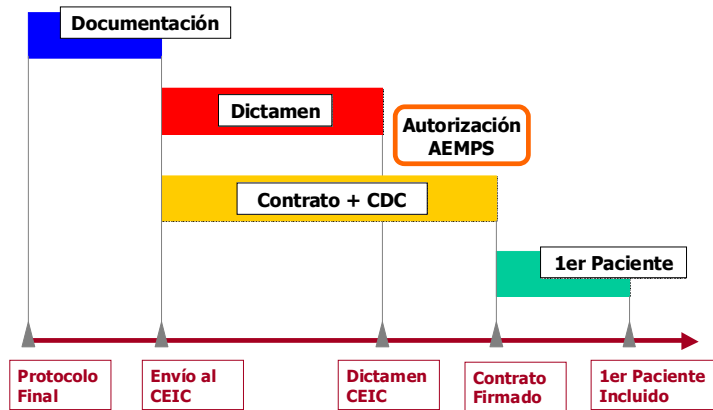 Documentación
Dictamen
Autorización
AEMPS
Contrato + CDC
1er Paciente
Protocolo
Final
Envío al
CEIC
Dictamen
CEIC
Contrato
Firmado
1er Paciente
Incluido